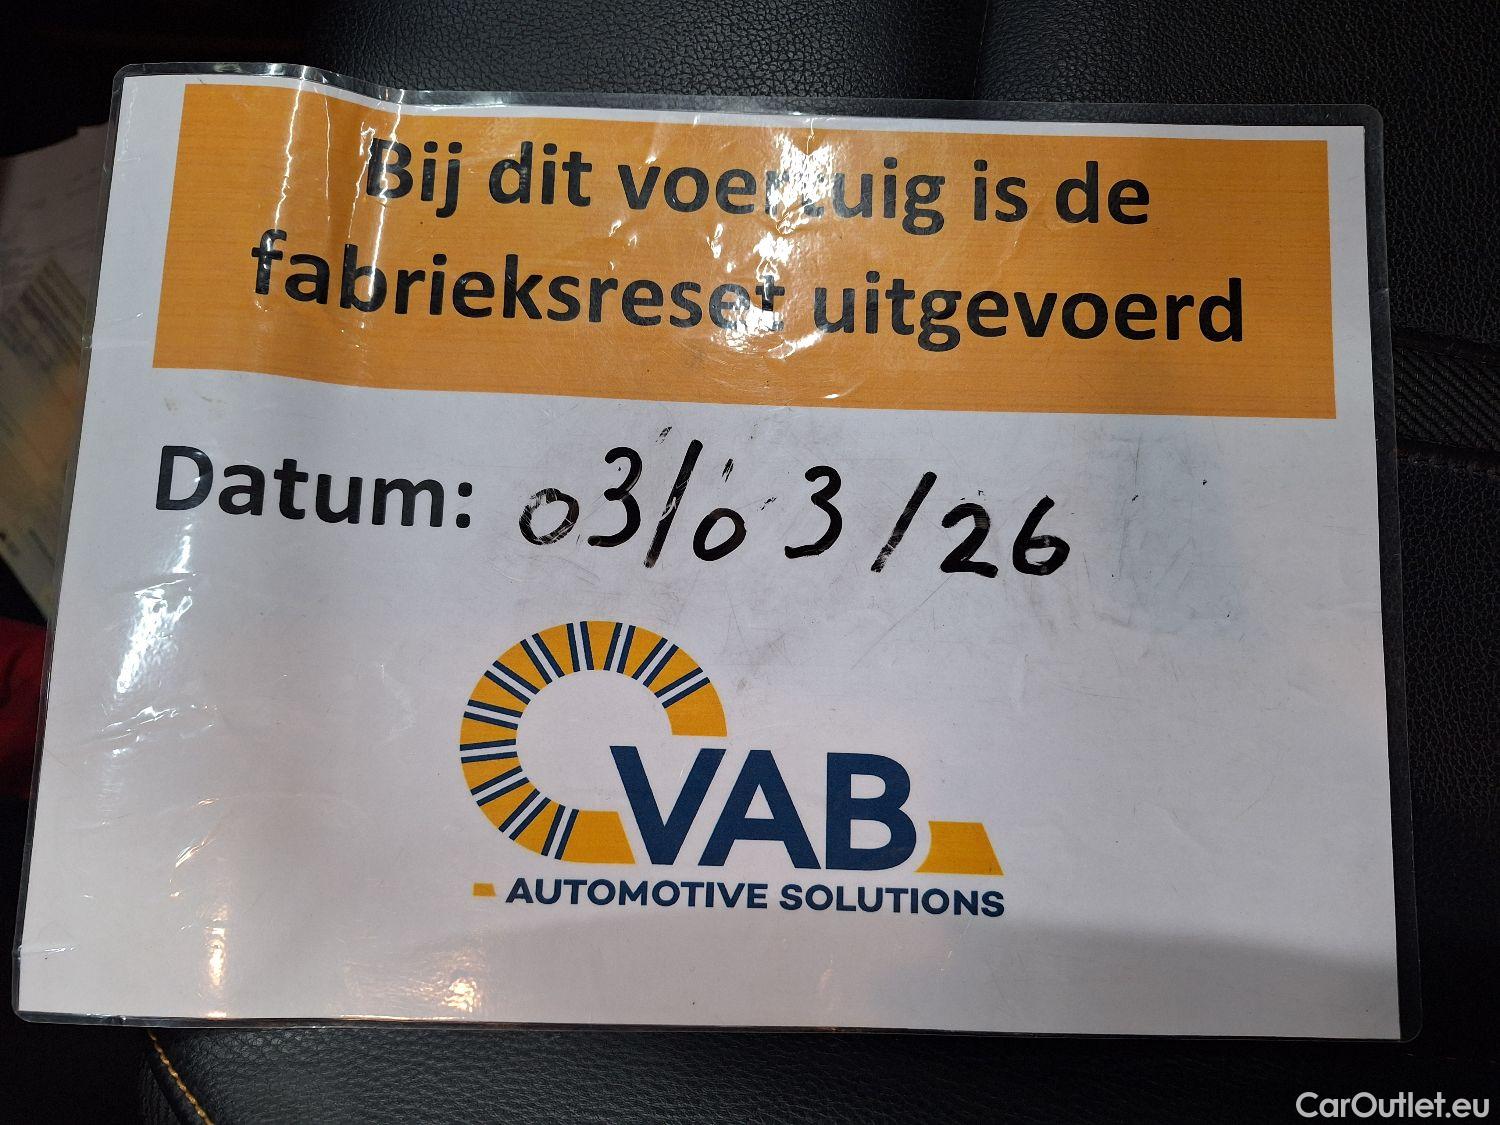 Bij dit voertuig is de
fabrieksreset uitgevoerd
Datum: 03/03/26
VAB
AUTOMOTIVE SOLUTIONS
CarOutlet.eu